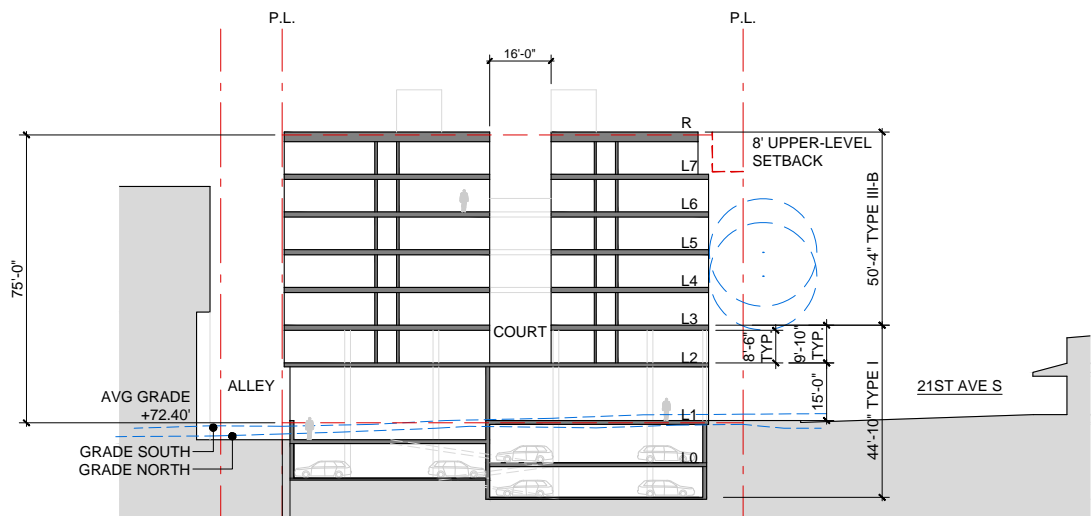 P.L.
P.L.
16'-0"
R
8' UPPER-LEVEL
SETBACK
L7
L6
L5
L4
L3
COURT
L2
L1
L0
75'-0"
50'-4" TYPE III-B
8'-6"
TYP.
9'-10"
TYP.
15'-0"
44'-10" TYPE I
ALLEY
AVG GRADE
+72.40'
GRADE SOUTH
GRADE NORTH
21ST AVE S